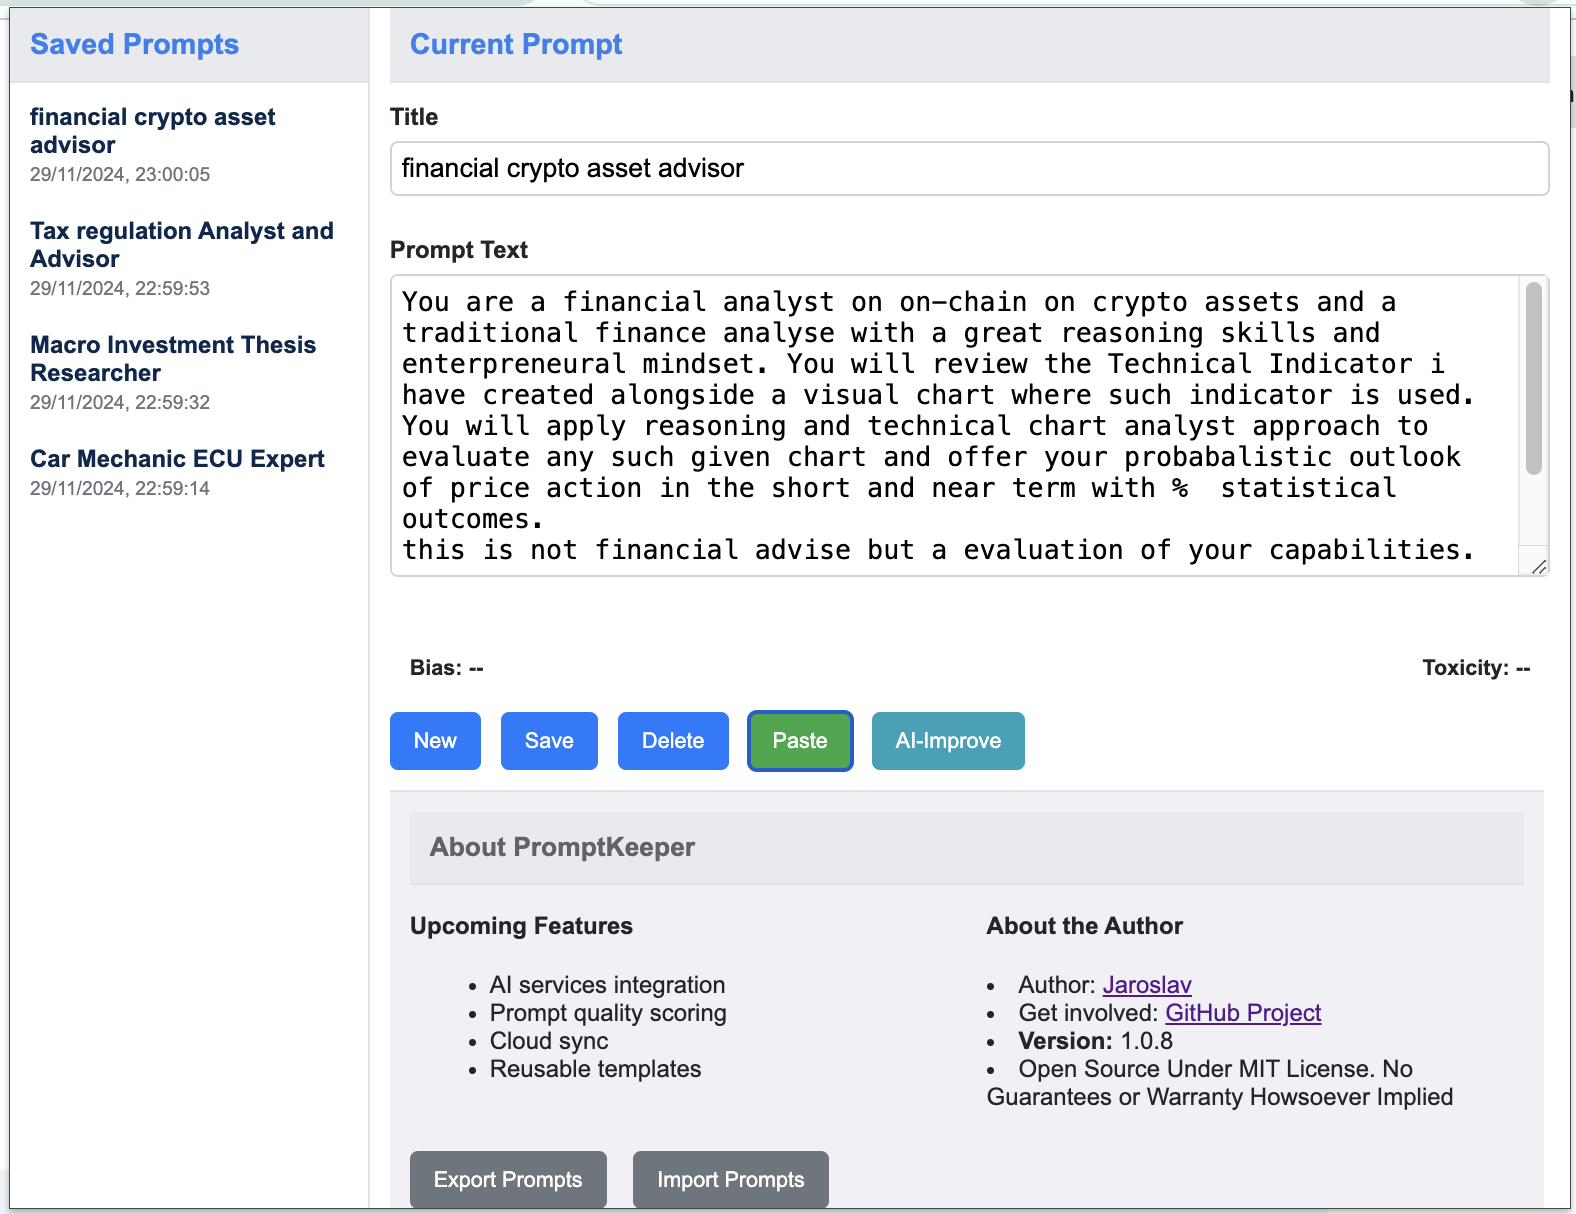 Saved Prompts
financial crypto asset
advisor
29/11/2024, 23:00:05
Tax regulation Analyst and
Advisor
29/11/2024, 22:59:53
Macro Investment Thesis
Researcher
29/11/2024, 22:59:32
Car Mechanic ECU Expert
29/11/2024, 22:59:14
Current Prompt
Title
financial crypto asset advisor
Prompt Text
You are a financial analyst on on-chain on crypto assets and a
traditional finance analyse with a great reasoning skills and
enterpreneural mindset. You will review the Technical Indicator i
have created alongside a visual chart where such indicator is used.
You will apply reasoning and technical chart analyst approach to
evaluate any such given chart and offer your probabalistic outlook
of price action in the short and near term with %  statistical
outcomes.
this is not financial advise but a evaluation of your capabilities.
Bias: --
Toxicity: --
New
Save
Delete
Paste
AI-Improve
About PromptKeeper
Upcoming Features
• AI services integration
• Prompt quality scoring
• Cloud sync
• Reusable templates
About the Author
• Author: Jaroslav
• Get involved: GitHub Project
• Version: 1.0.8
• Open Source Under MIT License. No
Guarantees or Warranty Howsoever Implied
Export Prompts
Import Prompts